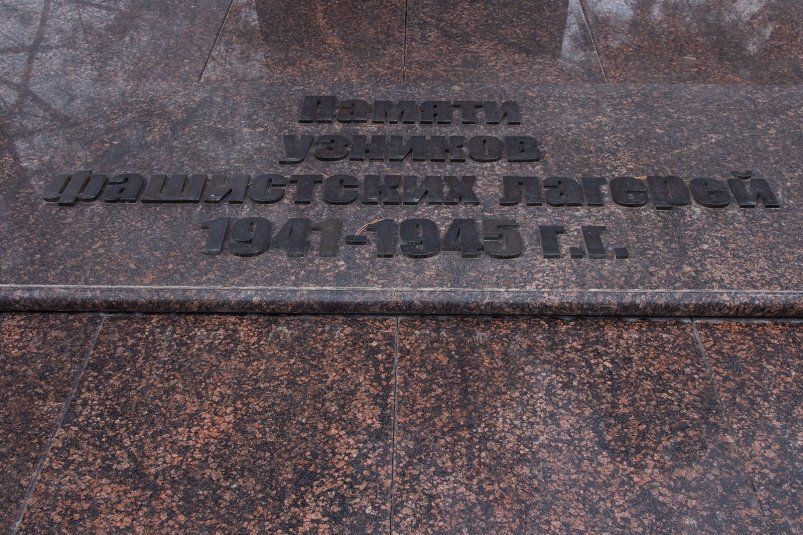 Памяти
узников
фашистских лагерей
1941-1945 г.г.